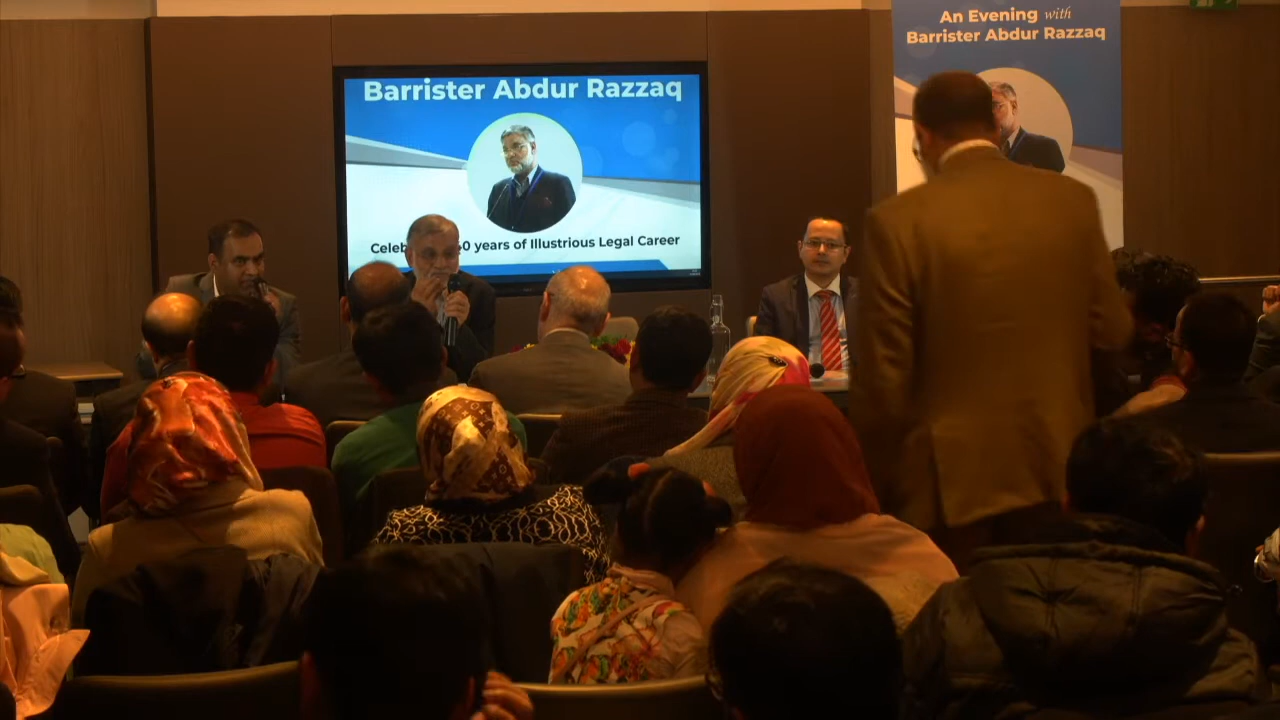 An Evening with
Barrister Abdur Razzaq
Barrister Abdur Razzaq
Celeb 0 years of Illustrious Legal Career